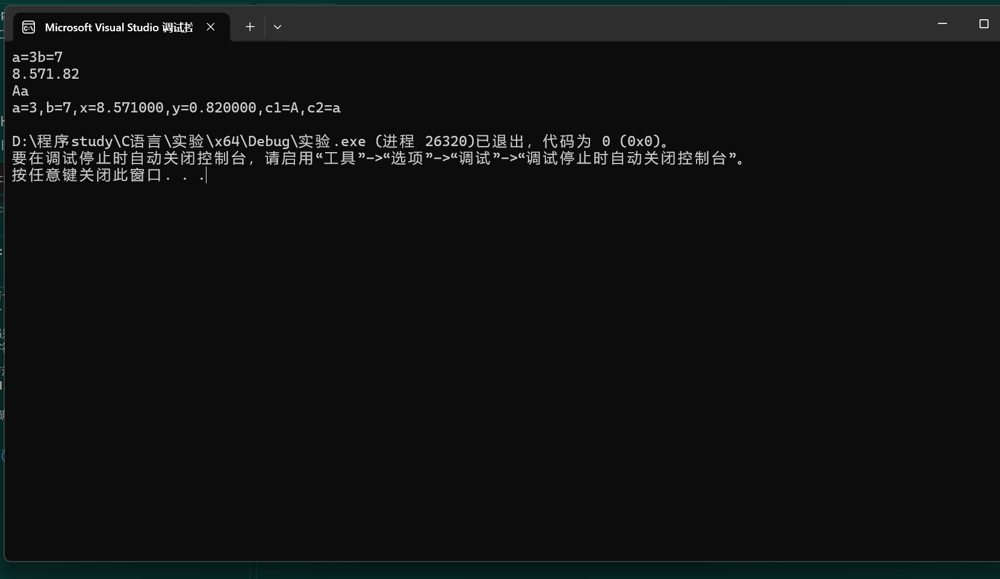 Microsoft Visual Studio 调试控
a=3b=7
8.571.82
Aa
a=3,b=7,x=8.571000,y=0.820000,c1=A,c2=a
D:\程序study\C语言\实验\x64\Debug\实验.exe (进程 26320)已退出，代码为 0 (0x0)。
要在调试停止时自动关闭控制台，请启用“工具”->“选项”->“调试”->“调试停止时自动关闭控制台”。
按任意键关闭此窗口. . .